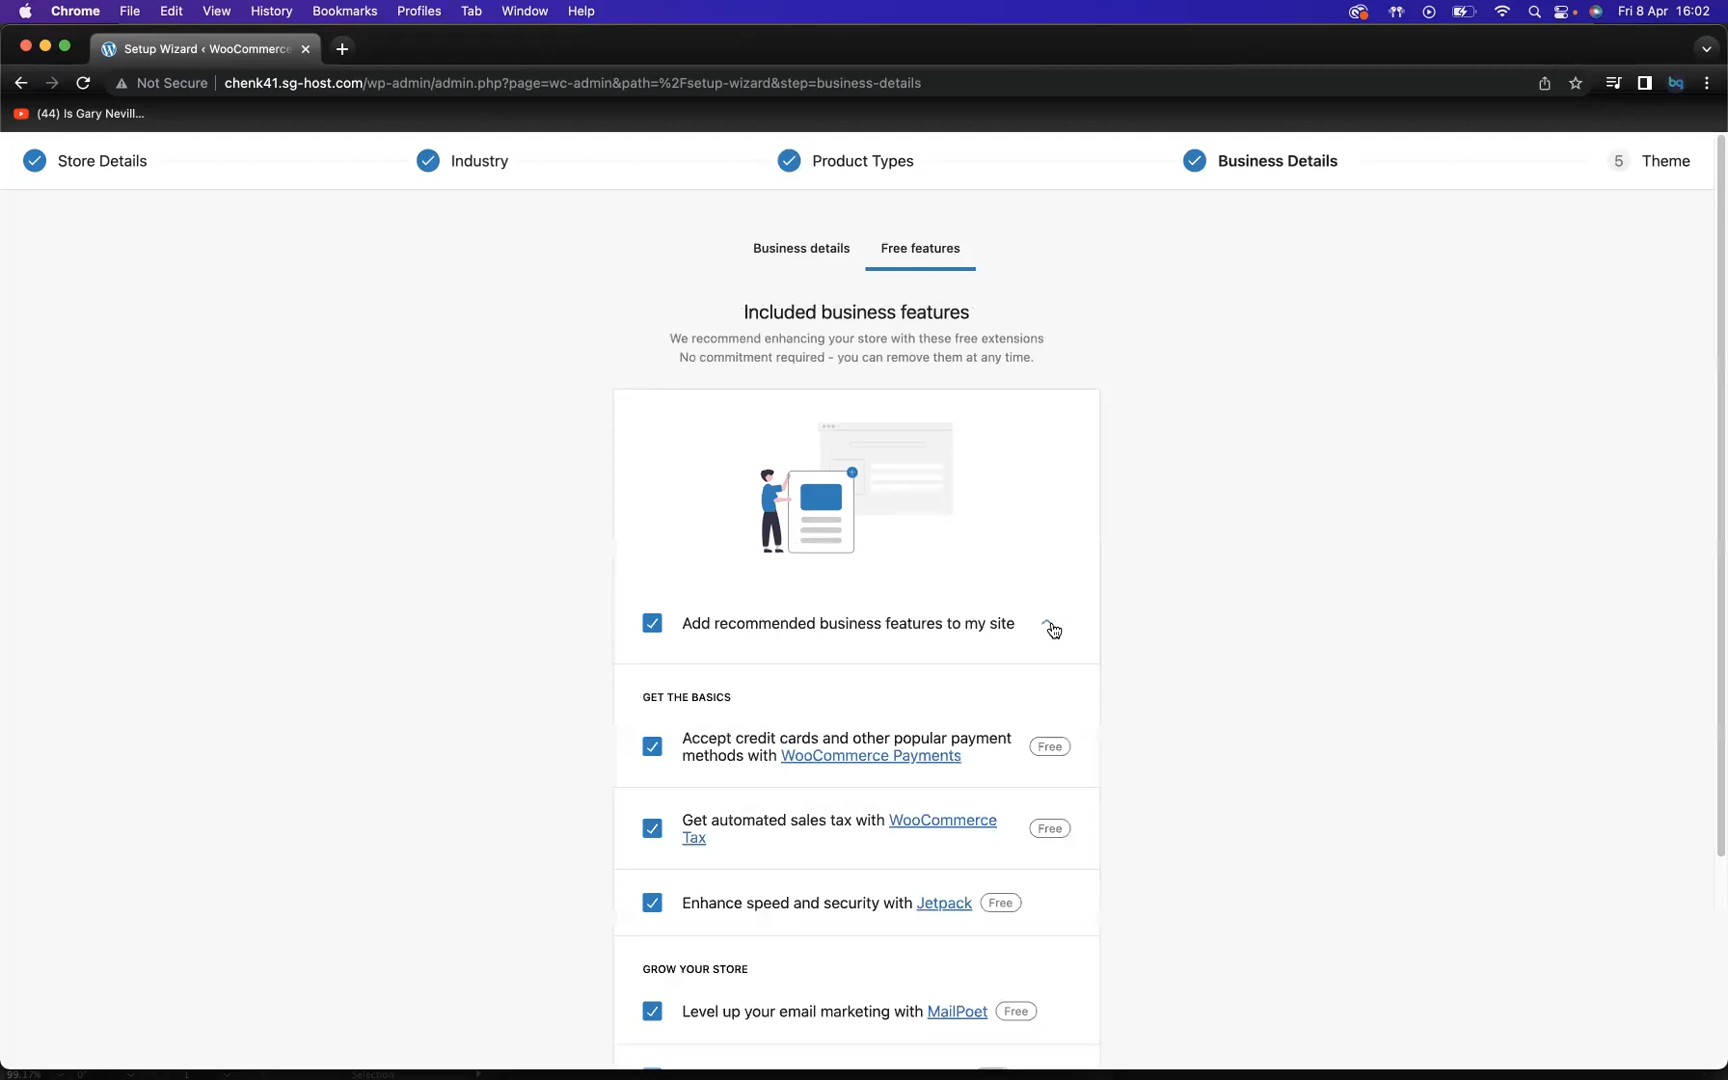 Chrome File Edit View History Bookmarks Profiles Tab Window Help Fri 8 Apr 16:02
Setup Wizard ‹ WooCommerce
Not Secure chenk41.sg-host.com/wp-admin/admin.php?page=wc-admin&path=%2Fsetup-wizard&step=business-details
(44) Is Gary Nevill...
Store Details Industry Product Types Business Details 5 Theme
Business details Free features
Included business features
We recommend enhancing your store with these free extensions
No commitment required - you can remove them at any time.
Add recommended business features to my site
GET THE BASICS
Accept credit cards and other popular payment
methods with WooCommerce Payments Free
Get automated sales tax with WooCommerce
Tax Free
Enhance speed and security with Jetpack Free
GROW YOUR STORE
Level up your email marketing with MailPoet Free
99.17% 0° 1 Selection